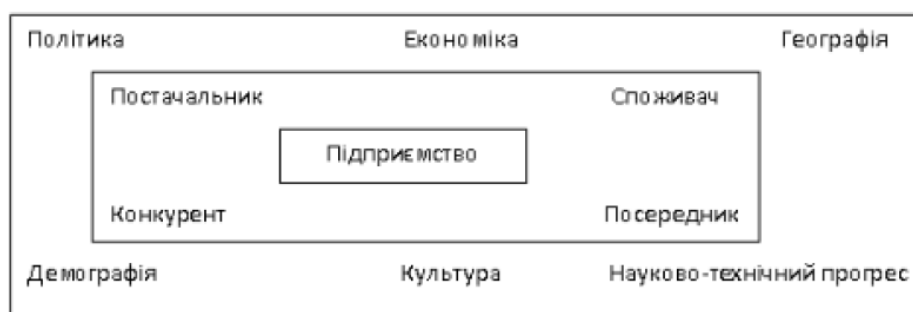 Політика Економіка Географія
Постачальник Споживач
Підприємство
Конкурент Посередник
Демографія Культура Науково-технічний прогрес